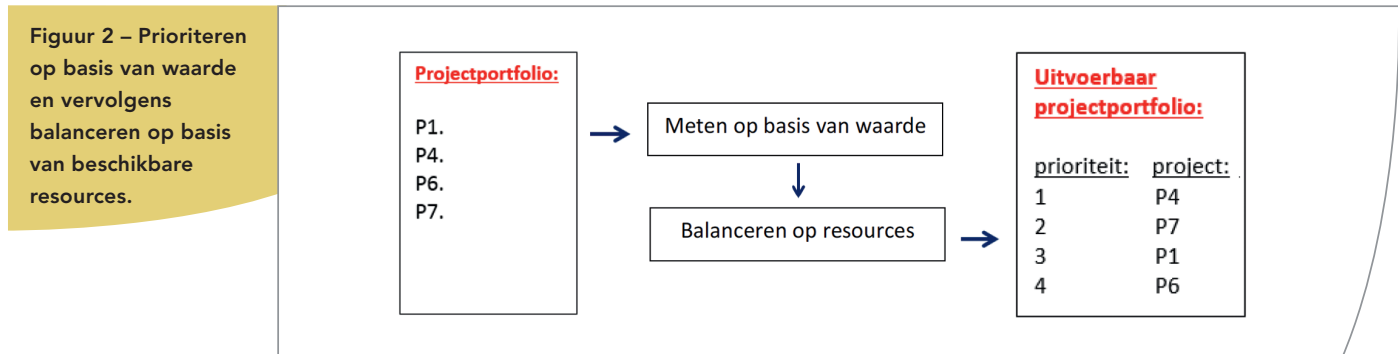 Figuur 2 – Prioriteren
op basis van waarde
en vervolgens
balanceren op basis
van beschikbare
resources.
Projectportfolio:
P1.
P4.
P6.
P7.
Meten op basis van waarde
Balanceren op resources
Uitvoerbaar
projectportfolio:
prioriteit: project:
1 P4
2 P7
3 P1
4 P6